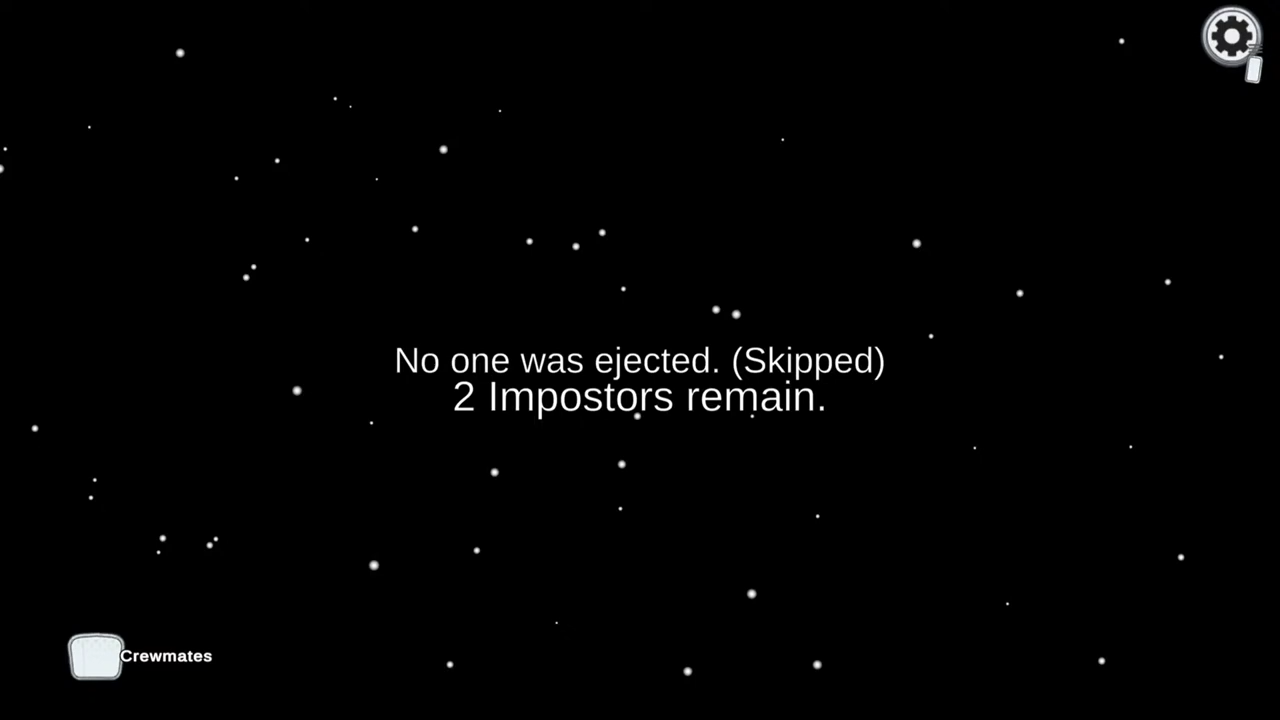 No one was ejected. (Skipped)
2 Impostors remain.
Crewmates